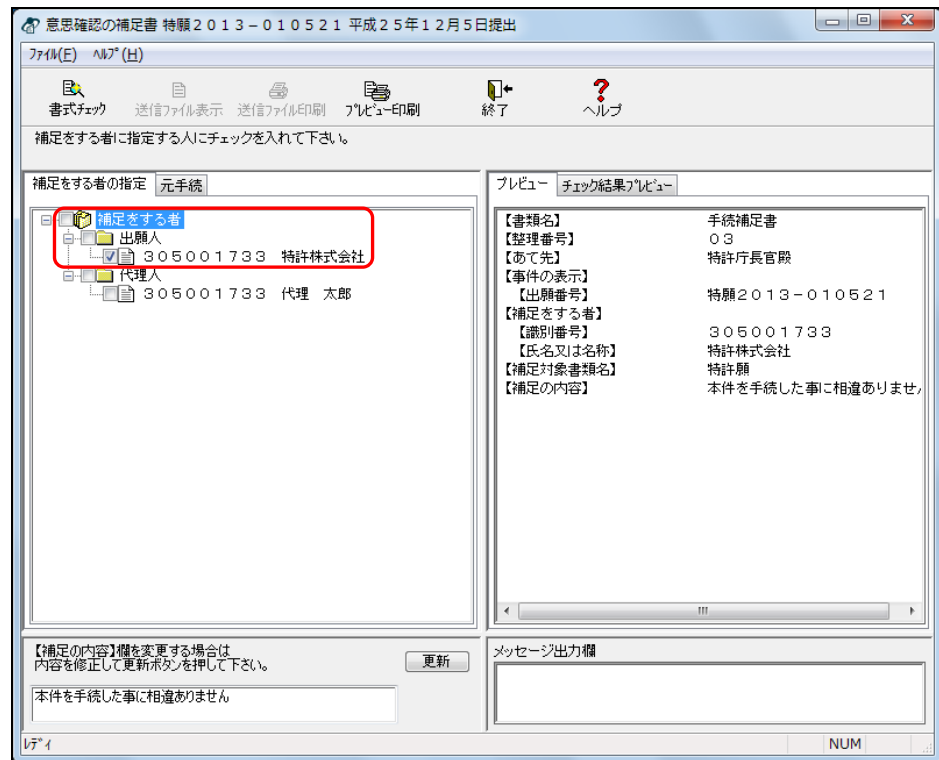 意思確認の補足書 特願２０１３－０１０５２１ 平成２５年１２月５日提出
ﾌｧｲﾙ(F) ﾍﾙﾌﾟ(H)
書式ﾁｪｯｸ 送信ﾌｧｲﾙ表示 送信ﾌｧｲﾙ印刷 ﾌﾟﾚﾋﾞｭｰ印刷 終了 ヘルプ
補足をする者に指定する人にチェックを入れて下さい。
補足をする者の指定 元手続
補足をする者
出願人
３０５００１７３３ 特許株式会社
代理人
３０５００１７３３ 代理 太郎
プレビュー チェック結果ﾌﾟﾚﾋﾞｭｰ
【書類名】 手続補足書
【整理番号】 ０３
【あて先】 特許庁長官殿
【事件の表示】
【出願番号】 特願２０１３－０１０５２１
【補足をする者】
【識別番号】 ３０５００１７３３
【氏名又は名称】 特許株式会社
【補足対象書類名】 特許願
【補足の内容】 本件を手続した事に相違ありませ
【補足の内容】欄を変更する場合は
内容を修正して更新ボタンを押して下さい。
更新
本件を手続した事に相違ありません
メッセージ出力欄
ﾚﾃﾞｨ NUM